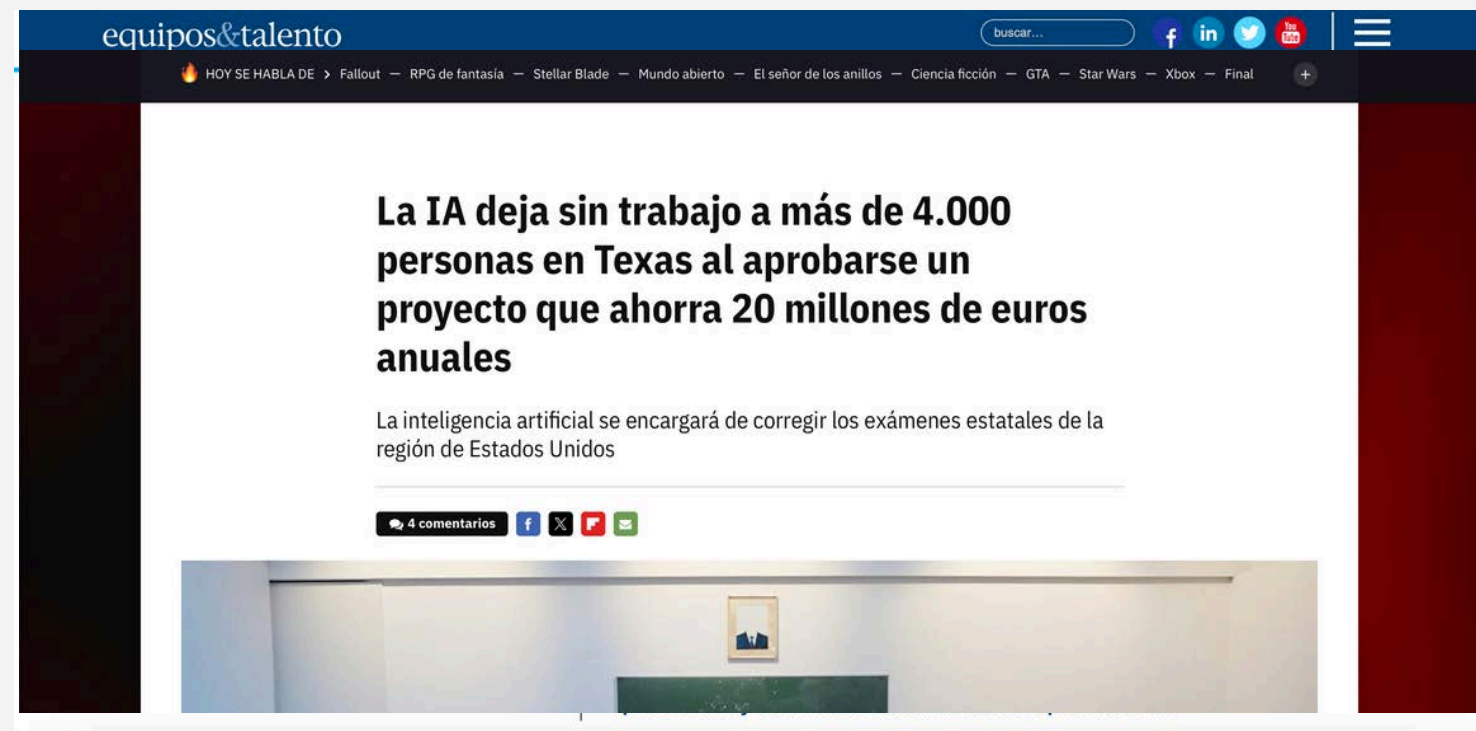 equipos&talento
buscar...
f in You Tube
HOY SE HABLA DE > Fallout — RPG de fantasía — Stellar Blade — Mundo abierto — El señor de los anillos — Ciencia ficción — GTA — Star Wars — Xbox — Final +
La IA deja sin trabajo a más de 4.000
personas en Texas al aprobarse un
proyecto que ahorra 20 millones de euros
anuales
La inteligencia artificial se encargará de corregir los exámenes estatales de la
región de Estados Unidos
4 comentarios f X